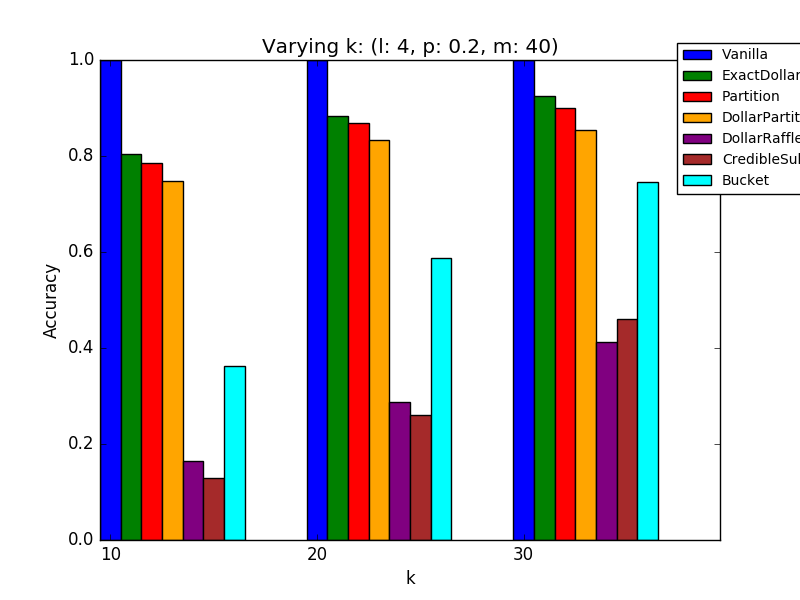 Varying k: (l: 4, p: 0.2, m: 40)
Vanilla
ExactDollar
Partition
DollarPartit
DollarRaffle
CredibleSul
Bucket
1.0
0.8
0.6
0.4
0.2
0.0
Accuracy
10 20 30
k